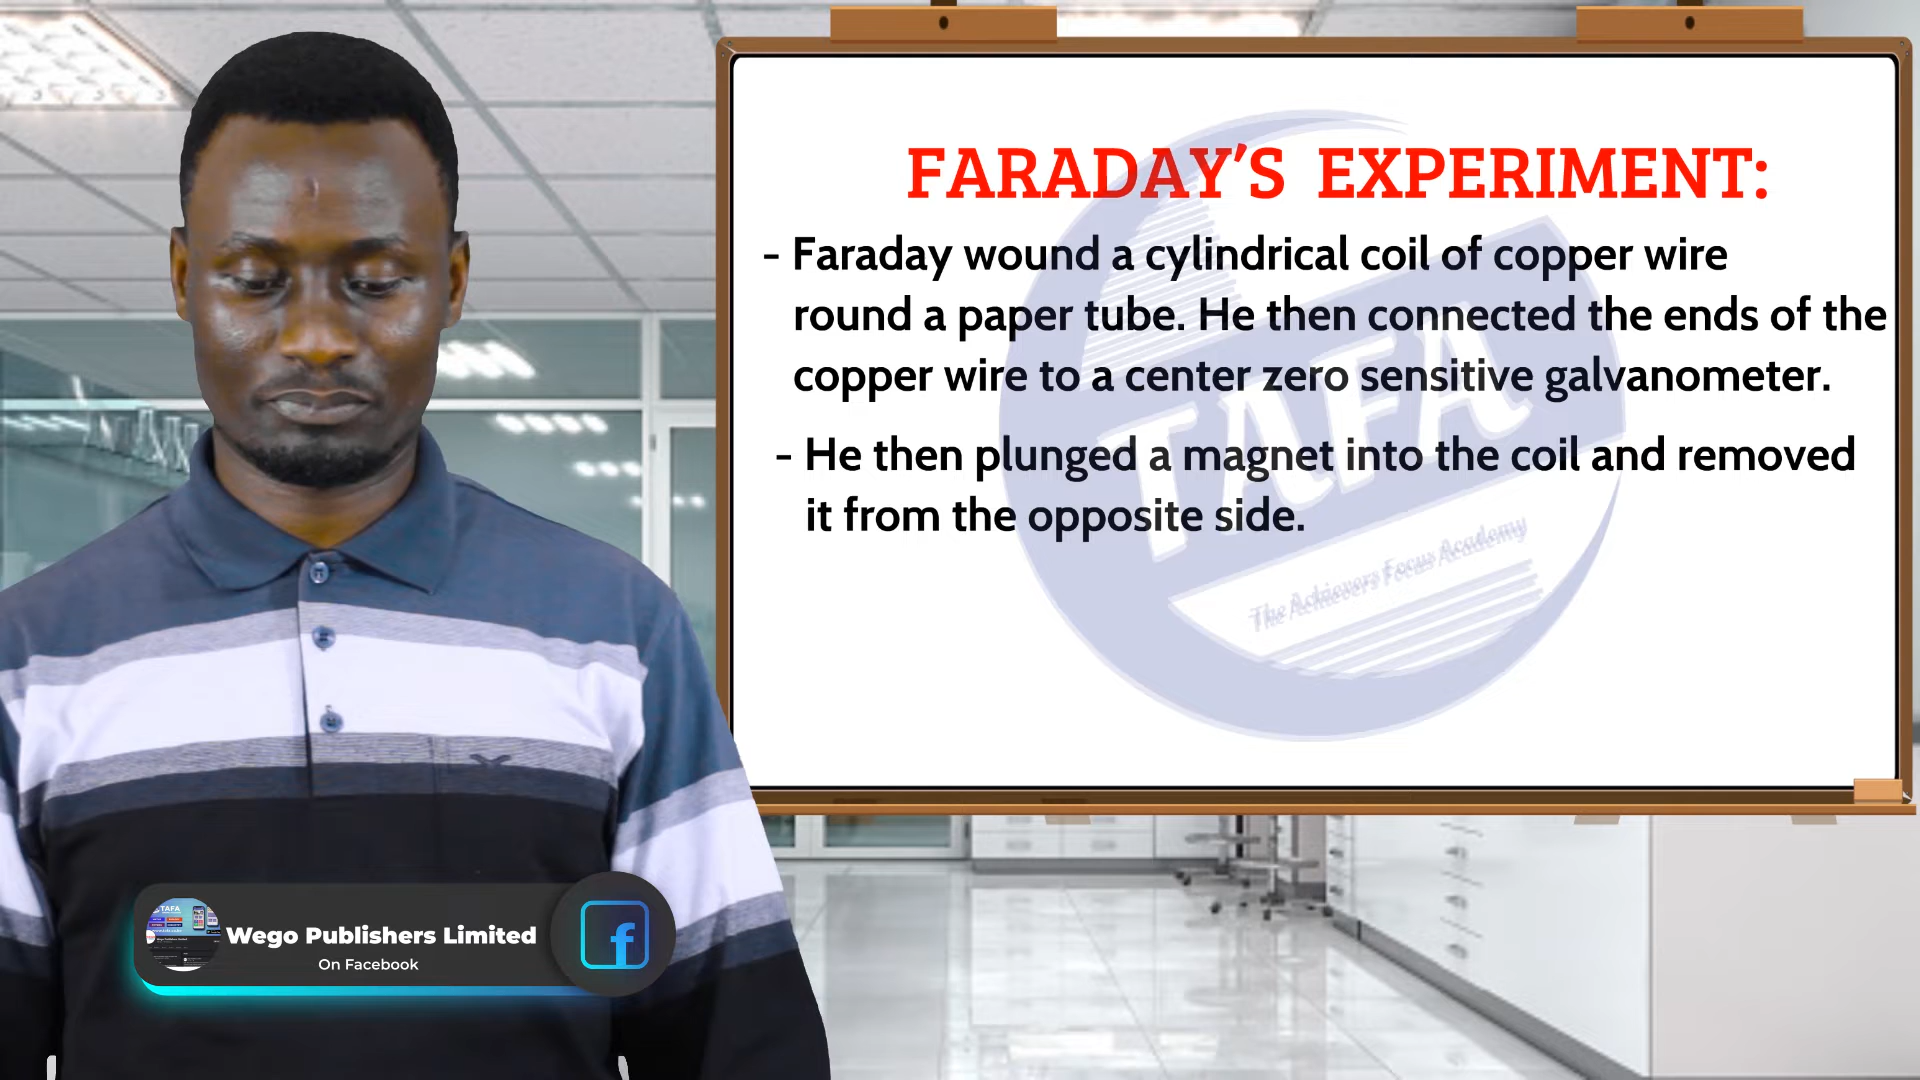 FARADAY'S EXPERIMENT:
- Faraday wound a cylindrical coil of copper wire
round a paper tube. He then connected the ends of the
copper wire to a center zero sensitive galvanometer.
- He then plunged a magnet into the coil and removed
it from the opposite side.
TAFA
The Achievers Focus Academy
TAFA
Wego Publishers Limited
On Facebook